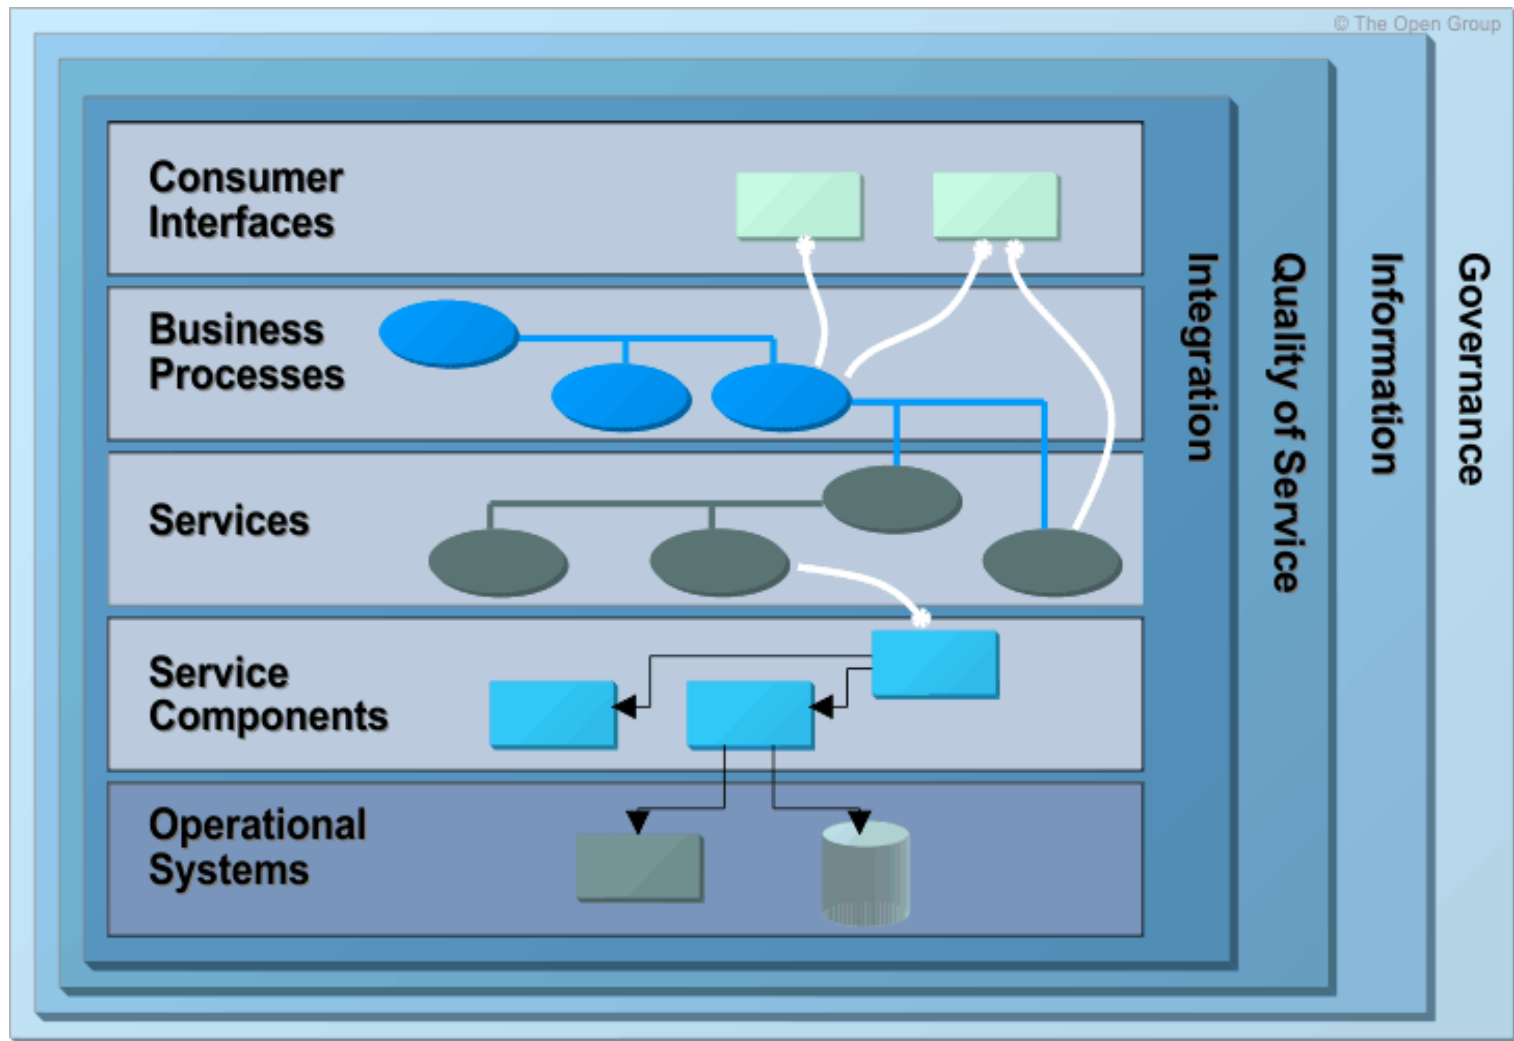 © The Open Group
Consumer
Interfaces
Business
Processes
Services
Service
Components
Operational
Systems
Integration
Quality of Service
Information
Governance